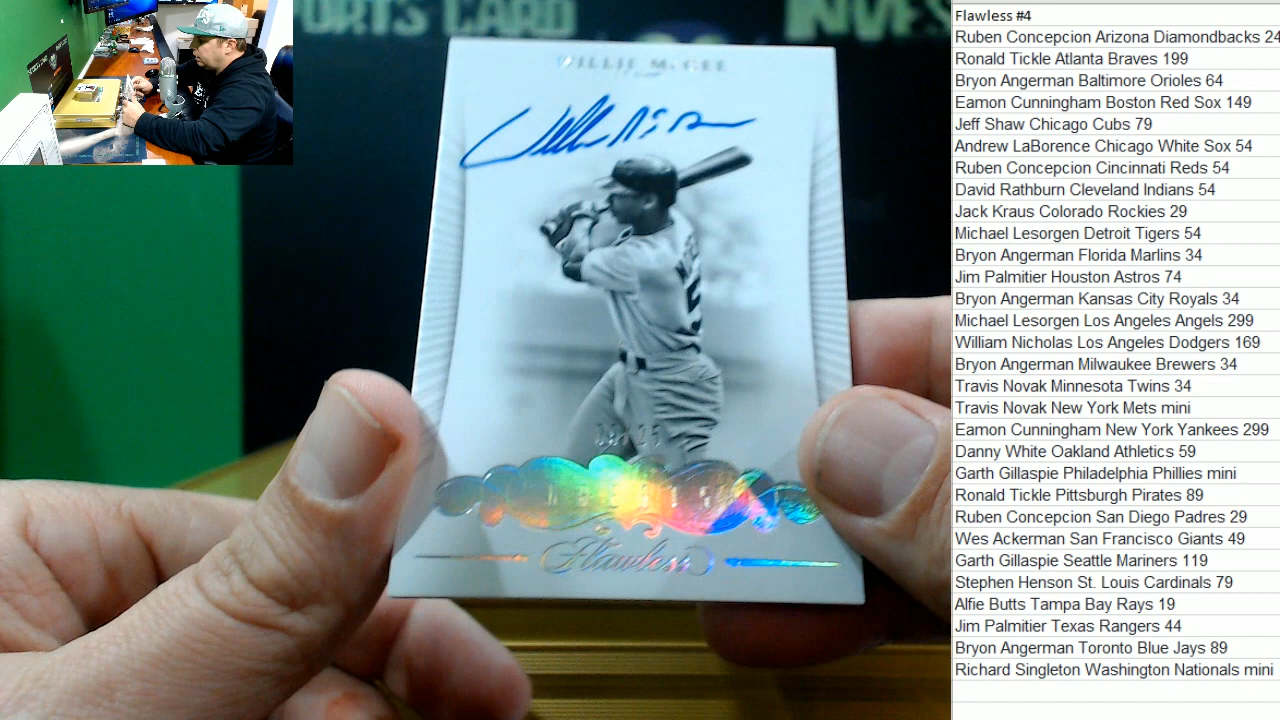 PORTS CARD INVES
WILLIE McGEE
Flawless
Flawless #4
Ruben Concepcion Arizona Diamondbacks 24
Ronald Tickle Atlanta Braves 199
Bryon Angerman Baltimore Orioles 64
Eamon Cunningham Boston Red Sox 149
Jeff Shaw Chicago Cubs 79
Andrew LaBorence Chicago White Sox 54
Ruben Concepcion Cincinnati Reds 54
David Rathburn Cleveland Indians 54
Jack Kraus Colorado Rockies 29
Michael Lesorgen Detroit Tigers 54
Bryon Angerman Florida Marlins 34
Jim Palmitier Houston Astros 74
Bryon Angerman Kansas City Royals 34
Michael Lesorgen Los Angeles Angels 299
William Nicholas Los Angeles Dodgers 169
Bryon Angerman Milwaukee Brewers 34
Travis Novak Minnesota Twins 34
Travis Novak New York Mets mini
Eamon Cunningham New York Yankees 299
Danny White Oakland Athletics 59
Garth Gillaspie Philadelphia Phillies mini
Ronald Tickle Pittsburgh Pirates 89
Ruben Concepcion San Diego Padres 29
Wes Ackerman San Francisco Giants 49
Garth Gillaspie Seattle Mariners 119
Stephen Henson St. Louis Cardinals 79
Alfie Butts Tampa Bay Rays 19
Jim Palmitier Texas Rangers 44
Bryon Angerman Toronto Blue Jays 89
Richard Singleton Washington Nationals mini